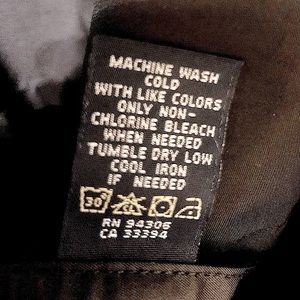 MACHINE WASH
COLD
WITH LIKE COLORS
ONLY NON-
CHLORINE BLEACH
WHEN NEEDED
TUMBLE DRY LOW
COOL IRON
IF NEEDED
30°
RN 94306
CA 33394